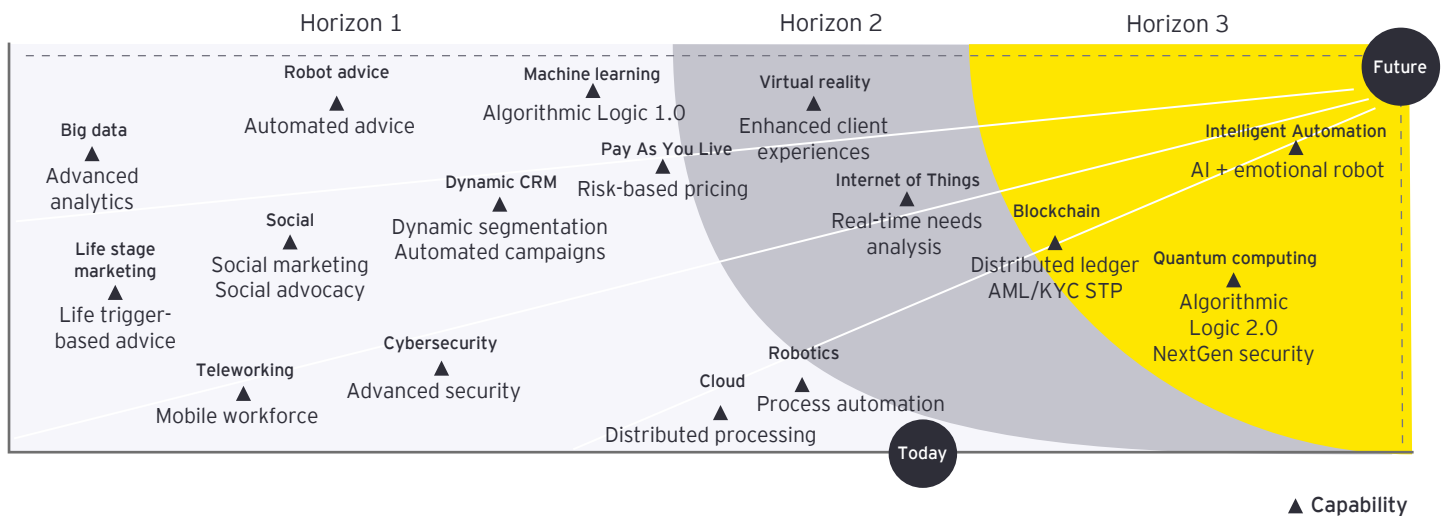 Horizon 1
Horizon 2
Horizon 3
Future
Robot advice
▲
Automated advice
Machine learning
▲
Algorithmic Logic 1.0
Virtual reality
▲
Enhanced client
experiences
Big data
▲
Advanced
analytics
Pay As You Live
▲
Risk-based pricing
Intelligent Automation
▲
AI + emotional robot
Dynamic CRM
▲
Dynamic segmentation
Automated campaigns
Internet of Things
▲
Real-time needs
analysis
Social
▲
Social marketing
Social advocacy
Blockchain
▲
Distributed ledger
AML/KYC STP
Life stage
marketing
▲
Life trigger-
based advice
Quantum computing
▲
Algorithmic
Logic 2.0
NextGen security
Teleworking
▲
Mobile workforce
Cybersecurity
▲
Advanced security
Cloud
▲
Distributed processing
Robotics
▲
Process automation
Today
▲ Capability